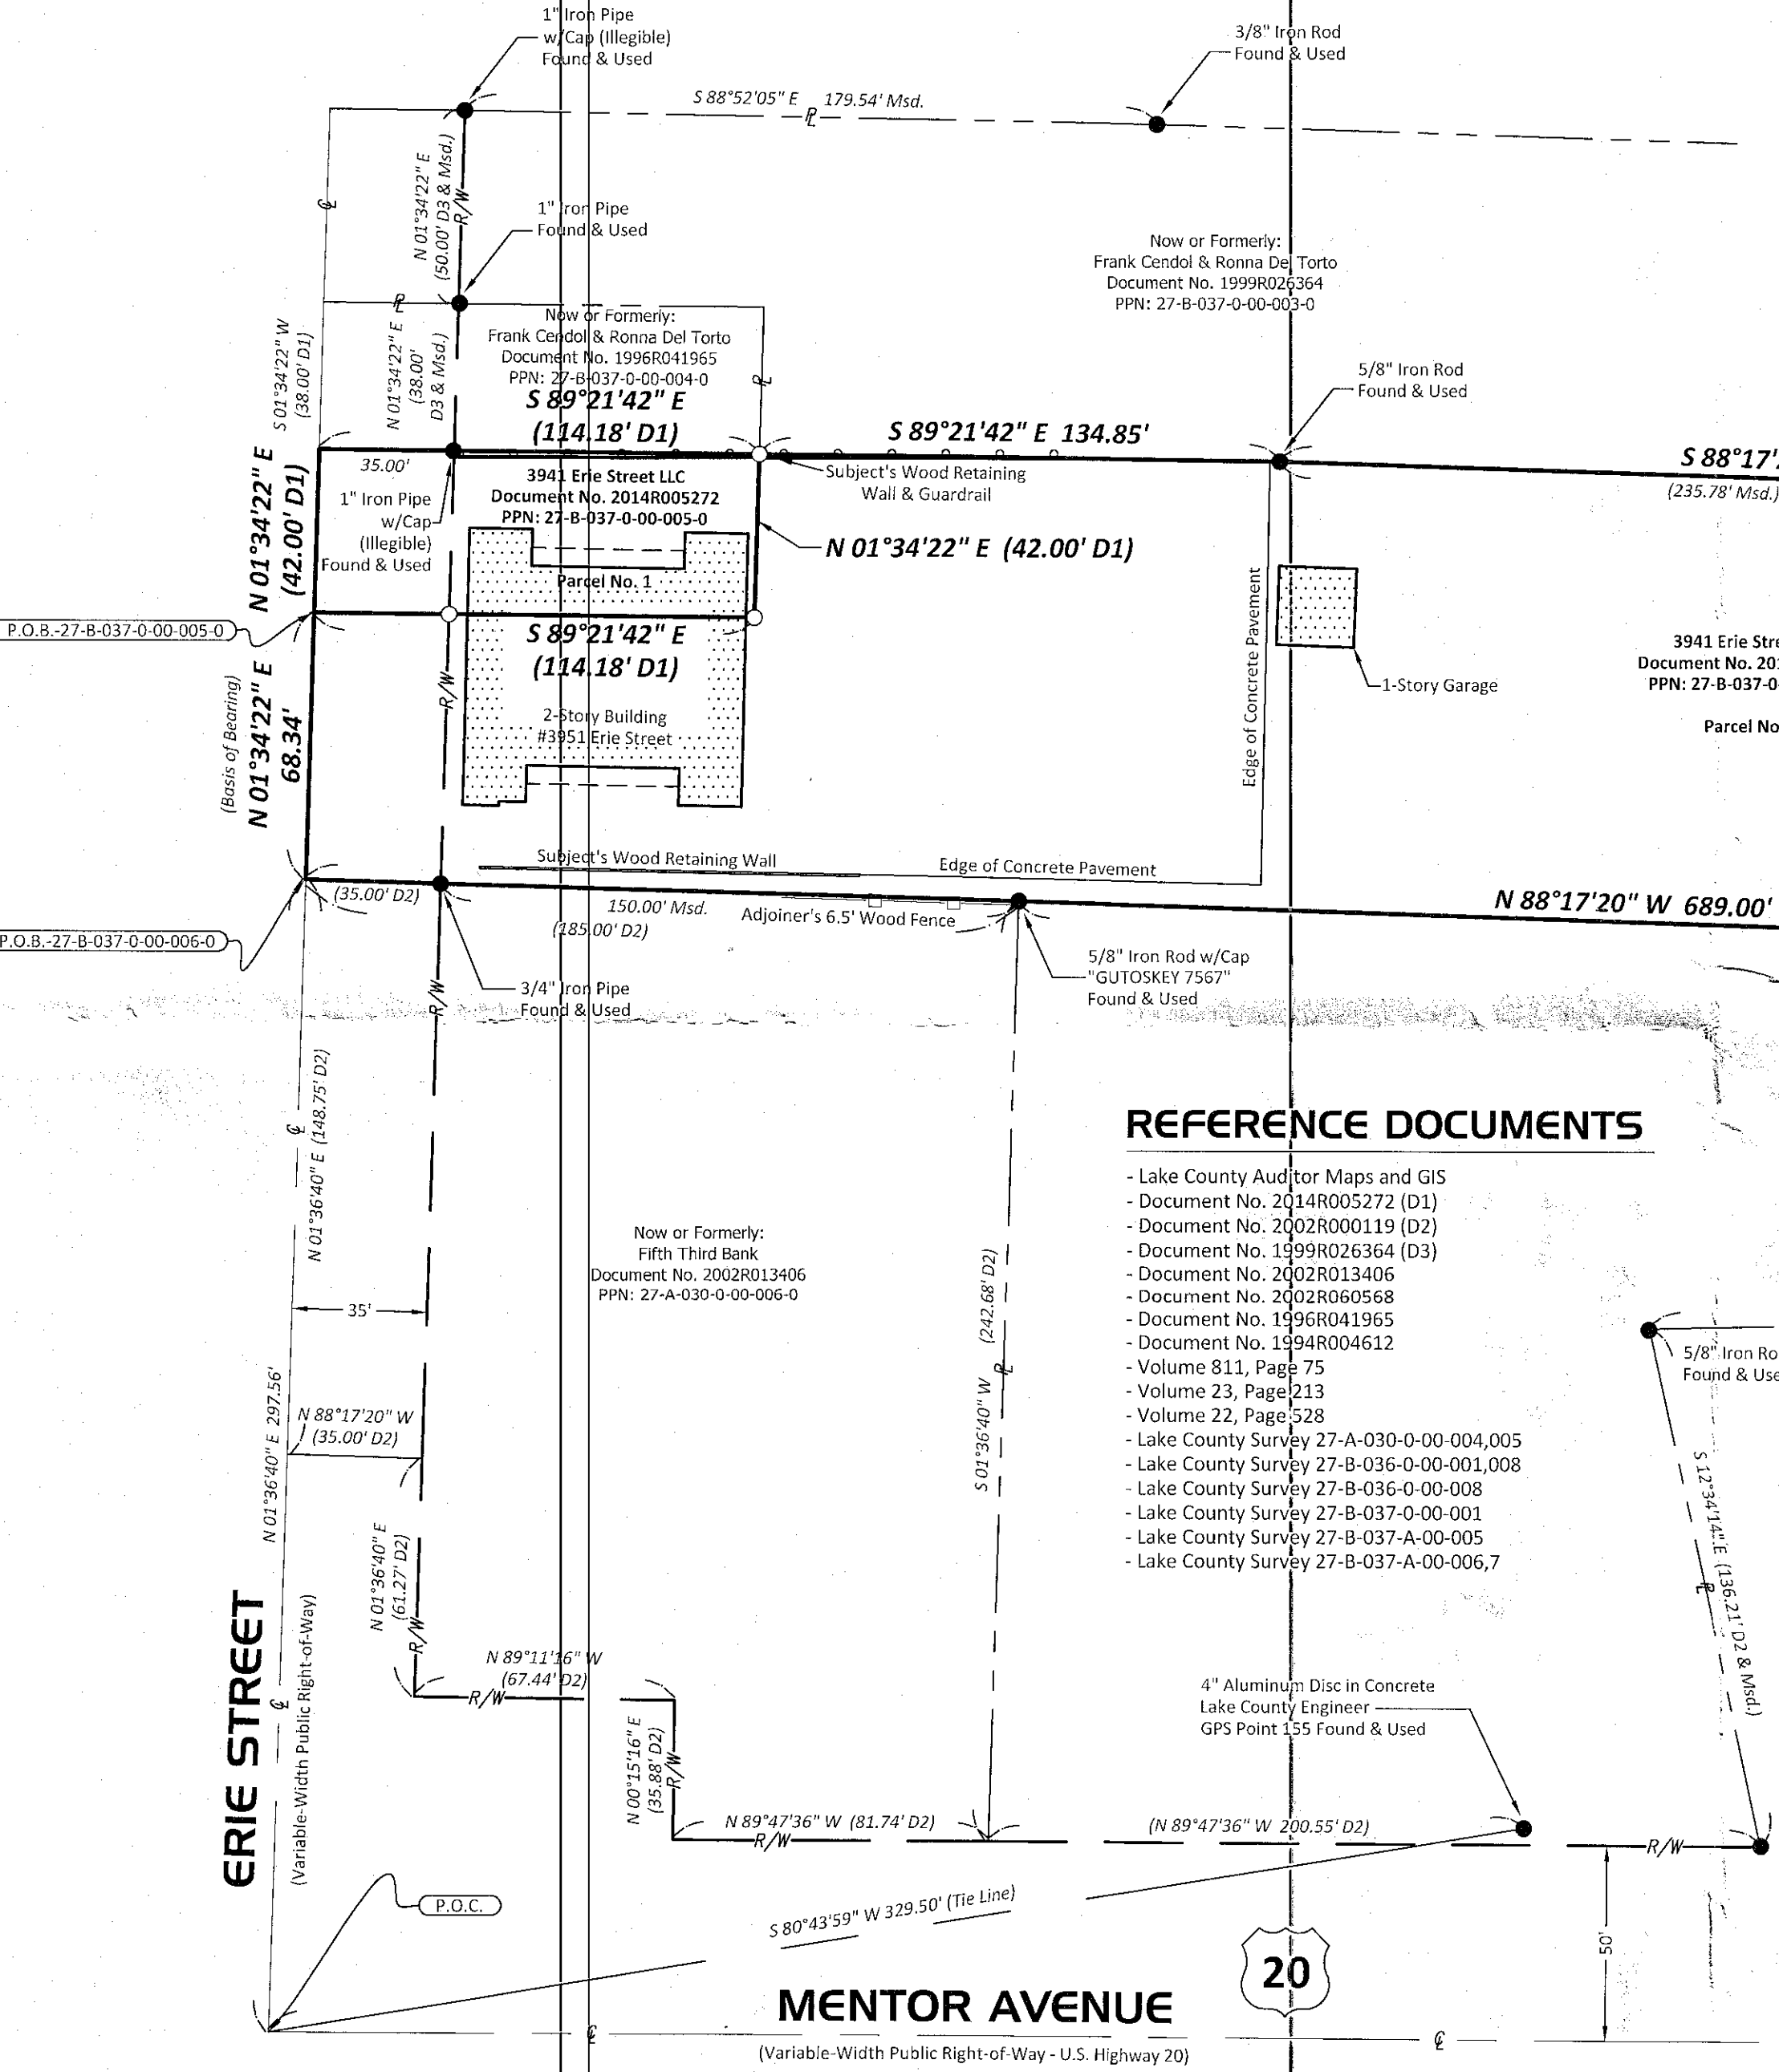 1" Iron Pipe
w/Cap (Illegible)
Found & Used
3/8" Iron Rod
Found & Used
S 88°52'05" E 179.54' Msd.
N 01°34'22" E
(50.00' D3 & Msd.)
R/W
1" Iron Pipe
Found & Used
Now or Formerly:
Frank Cendol & Ronna Del Torto
Document No. 1999R026364
PPN: 27-B-037-0-00-003-0
Now or Formerly:
Frank Cendol & Ronna Del Torto
Document No. 1996R041965
PPN: 27-B-037-0-00-004-0
S 01°34'22" W
(38.00' D1)
N 01°34'22" E
(38.00'
D3 & Msd.)
5/8" Iron Rod
Found & Used
S 89°21'42" E
(114.18' D1)
S 89°21'42" E 134.85'
S 88°17'
(235.78' Msd.)
35.00'
1" Iron Pipe
w/Cap
(Illegible)
Found & Used
3941 Erie Street LLC
Document No. 2014R005272
PPN: 27-B-037-0-00-005-0
Subject's Wood Retaining
Wall & Guardrail
N 01°34'22" E
(42.00' D1)
N 01°34'22" E (42.00' D1)
Parcel No. 1
P.O.B.-27-B-037-0-00-005-0
S 89°21'42" E
(114.18' D1)
Edge of Concrete Pavement
1-Story Garage
3941 Erie Stre
Document No. 201
PPN: 27-B-037-0
Parcel No
(Basis of Bearing)
N 01°34'22" E
68.34'
R/W
2-Story Building
#3951 Erie Street
Subject's Wood Retaining Wall
Edge of Concrete Pavement
(35.00' D2)
150.00' Msd.
(185.00' D2)
Adjoiner's 6.5' Wood Fence
N 88°17'20" W 689.00'
P.O.B.-27-B-037-0-00-006-0
3/4" Iron Pipe
Found & Used
R/W
5/8" Iron Rod w/Cap
"GUTOSKEY 7567"
Found & Used
N 01°36'40" E (148.75' D2)
REFERENCE DOCUMENTS
- Lake County Auditor Maps and GIS
- Document No. 2014R005272 (D1)
- Document No. 2002R000119 (D2)
- Document No. 1999R026364 (D3)
- Document No. 2002R013406
- Document No. 2002R060568
- Document No. 1996R041965
- Document No. 1994R004612
- Volume 811, Page 75
- Volume 23, Page 213
- Volume 22, Page 528
- Lake County Survey 27-A-030-0-00-004,005
- Lake County Survey 27-B-036-0-00-001,008
- Lake County Survey 27-B-036-0-00-008
- Lake County Survey 27-B-037-0-00-001
- Lake County Survey 27-B-037-A-00-005
- Lake County Survey 27-B-037-A-00-006,7
Now or Formerly:
Fifth Third Bank
Document No. 2002R013406
PPN: 27-A-030-0-00-006-0
35'
S 01°36'40" W (242.68' D2)
5/8" Iron Ro
Found & Use
N 01°36'40" E 297.56'
N 88°17'20" W
(35.00' D2)
N 01°36'40" E
(61.27' D2)
R/W
S 12°34'14" E (136.21' D2 & Msd.)
N 89°11'16" W
(67.44' D2)
R/W
N 00°15'16" E
(35.88' D2)
R/W
4" Aluminum Disc in Concrete
Lake County Engineer
GPS Point 155 Found & Used
ERIE STREET
(Variable-Width Public Right-of-Way)
N 89°47'36" W (81.74' D2)
R/W
(N 89°47'36" W 200.55' D2)
R/W
P.O.C.
S 80°43'59" W 329.50' (Tie Line)
20
50'
MENTOR AVENUE
(Variable-Width Public Right-of-Way - U.S. Highway 20)